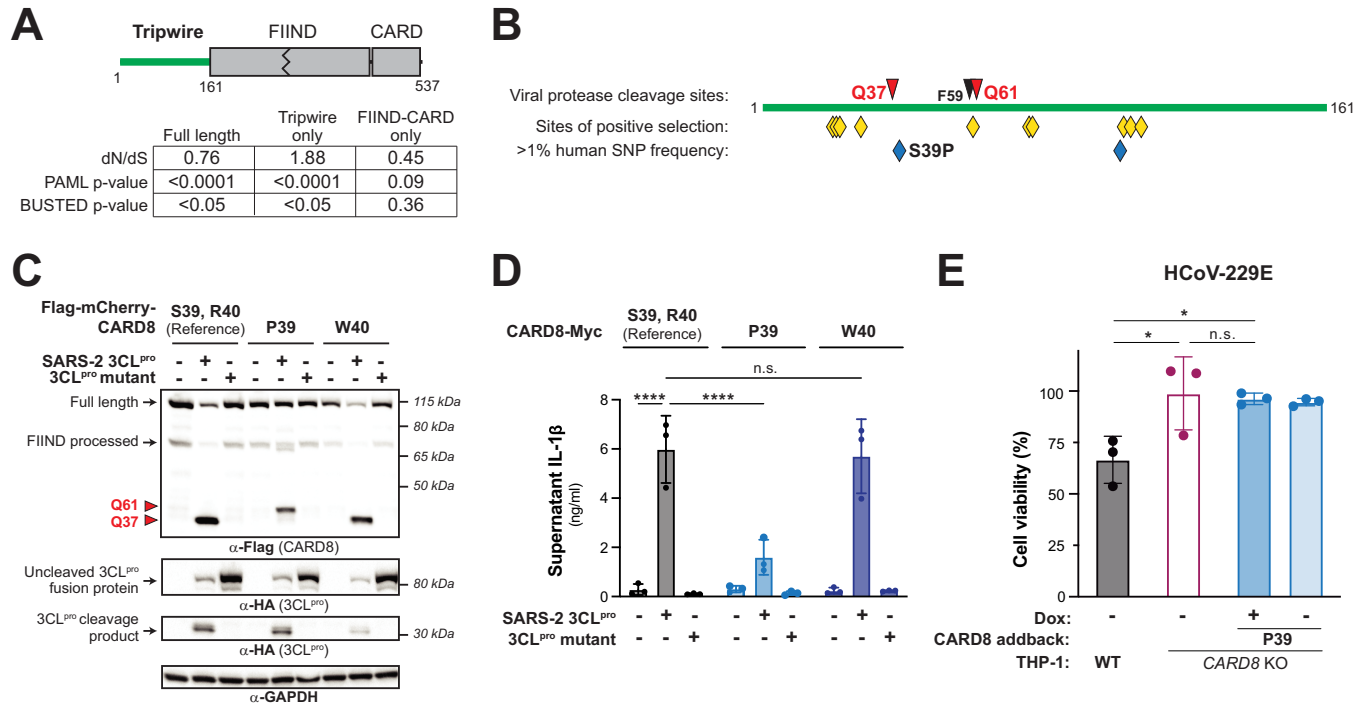 A
Tripwire FIIND CARD
1 161 537
Full length Tripwire only FIIND-CARD only
dN/dS 0.76 1.88 0.45
PAML p-value <0.0001 <0.0001 0.09
BUSTED p-value <0.05 <0.05 0.36
B
Viral protease cleavage sites: Q37 F59 Q61
1 161
Sites of positive selection:
>1% human SNP frequency: S39P
C
Flag-mCherry-
CARD8
S39, R40
(Reference)
P39 W40
SARS-2 3CLpro - + - - + - - + -
3CLpro mutant - - + - - + - - +
Full length
115 kDa
80 kDa
FIIND processed
65 kDa
50 kDa
Q61
Q37
α-Flag (CARD8)
Uncleaved 3CLpro
fusion protein
80 kDa
α-HA (3CLpro)
3CLpro cleavage
product
30 kDa
α-HA (3CLpro)
α-GAPDH
D
CARD8-Myc
S39, R40
(Reference)
P39 W40
n.s.
**** ****
Supernatant IL-1β
(ng/ml)
8
6
4
2
0
SARS-2 3CLpro - + - - + - - + -
3CLpro mutant - - + - - + - - +
E
HCoV-229E
*
* n.s.
Cell viability (%)
100
75
50
25
0
Dox: - - + -
CARD8 addback: P39
THP-1: WT CARD8 KO